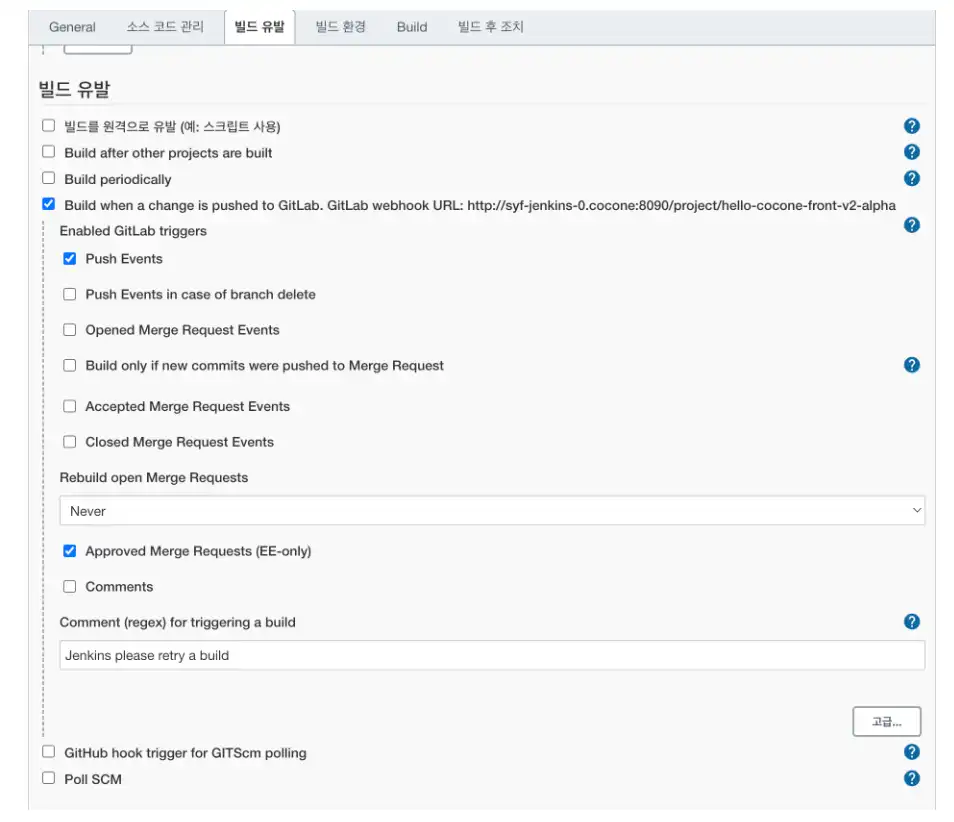 General 소스 코드 관리 빌드 유발 빌드 환경 Build 빌드 후 조치
빌드 유발
빌드를 원격으로 유발 (예: 스크립트 사용)
Build after other projects are built
Build periodically
Build when a change is pushed to GitLab. GitLab webhook URL: http://syf-jenkins-0.cocone:8090/project/hello-cocone-front-v2-alpha
Enabled GitLab triggers
Push Events
Push Events in case of branch delete
Opened Merge Request Events
Build only if new commits were pushed to Merge Request
Accepted Merge Request Events
Closed Merge Request Events
Rebuild open Merge Requests
Never
Approved Merge Requests (EE-only)
Comments
Comment (regex) for triggering a build
Jenkins please retry a build
고급...
GitHub hook trigger for GITScm polling
Poll SCM